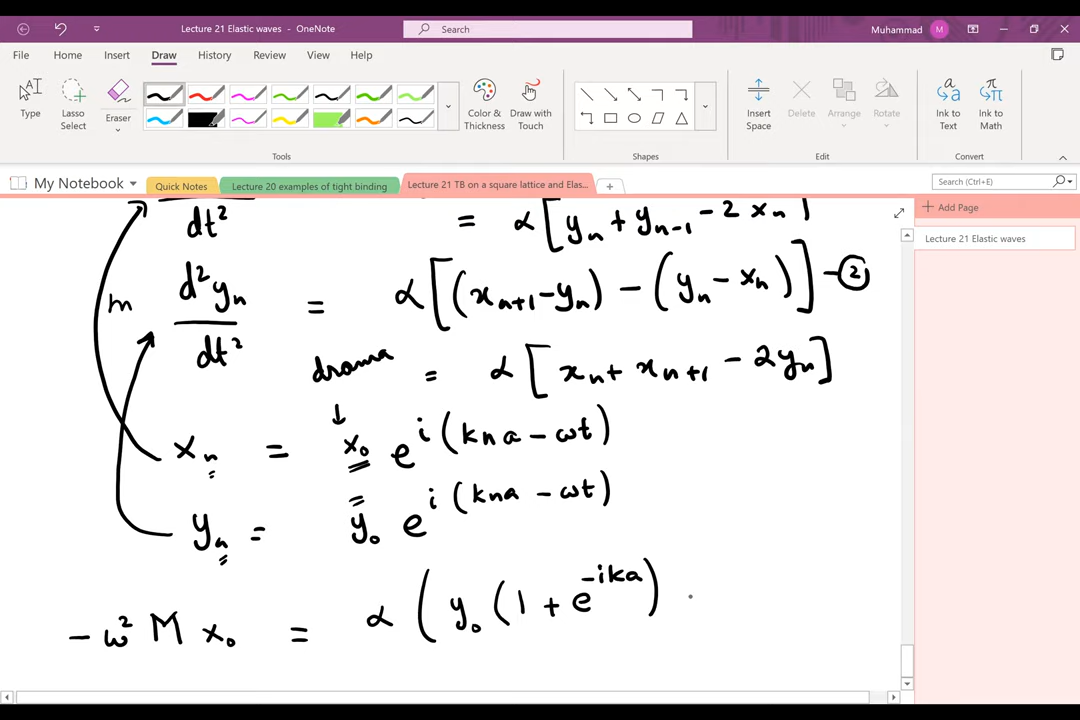 Lecture 21 Elastic waves - OneNote
Search
Muhammad M
File Home Insert Draw History Review View Help
Type
Lasso Select
Eraser
Color & Thickness
Draw with Touch
Insert Space
Delete
Arrange
Rotate
Ink to Text
Ink to Math
Tools
Shapes
Edit
Convert
My Notebook
Quick Notes
Lecture 20 examples of tight binding
Lecture 21 TB on a square lattice and Elas...
Search (Ctrl+E)
Add Page
Lecture 21 Elastic waves
dt² = α[yₙ + yₙ₋₁ - 2xₙ]
m d²yₙ/dt² = α[(xₙ₊₁ - yₙ) - (yₙ - xₙ)] - ②
drama = α[xₙ + xₙ₊₁ - 2yₙ]
xₙ = x₀ e^{i(kna - ωt)}
yₙ = y₀ e^{i(kna - ωt)}
- ω² M x₀ = α(y₀(1 + e^{-ika})